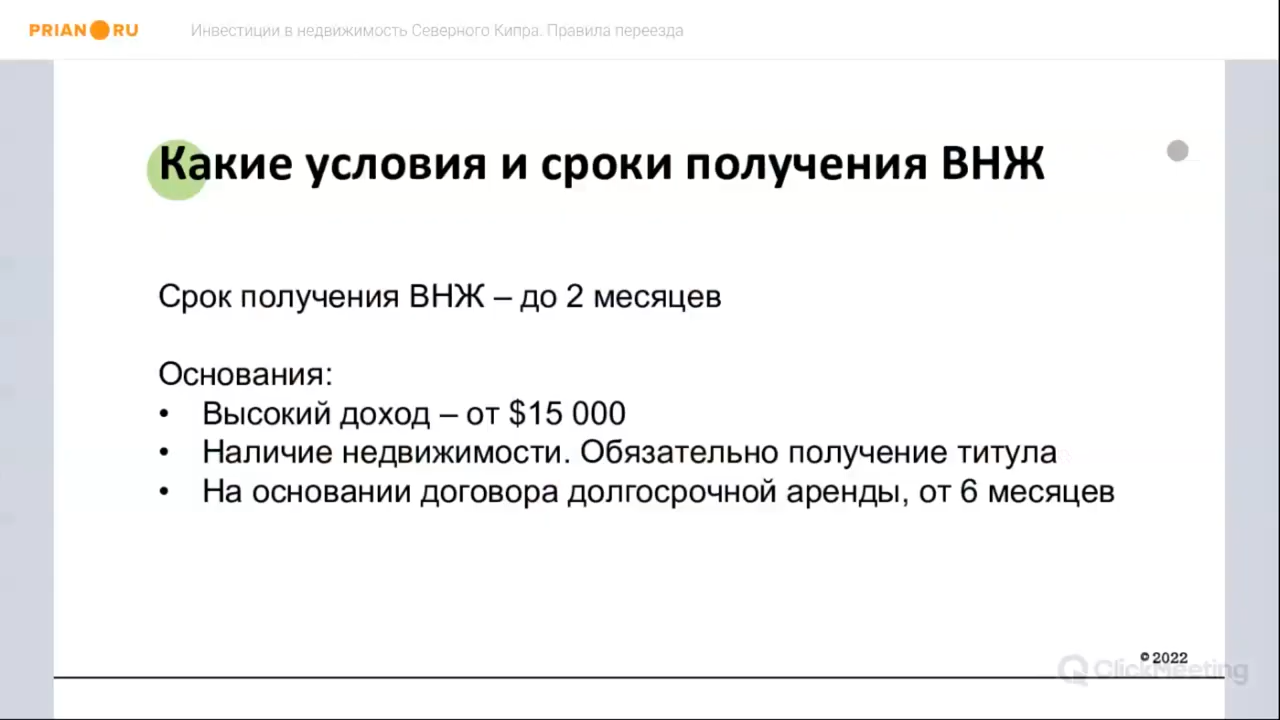 PRIAN RU
Инвестиции в недвижимость Северного Кипра. Правила переезда
Какие условия и сроки получения ВНЖ
Срок получения ВНЖ – до 2 месяцев
Основания:
• Высокий доход – от $15 000
• Наличие недвижимости. Обязательно получение титула
• На основании договора долгосрочной аренды, от 6 месяцев
© 2022
ClickMeeting